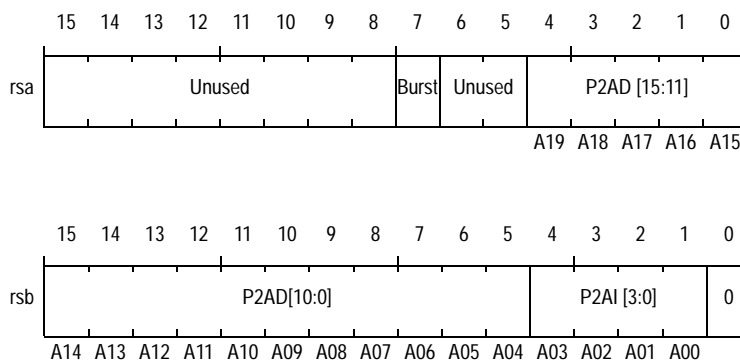 15 14 13 12 11 10 9 8 7 6 5 4 3 2 1 0
rsa Unused Burst Unused P2AD [15:11]
A19 A18 A17 A16 A15
15 14 13 12 11 10 9 8 7 6 5 4 3 2 1 0
rsb P2AD[10:0] P2AI [3:0] 0
A14 A13 A12 A11 A10 A09 A08 A07 A06 A05 A04 A03 A02 A01 A00